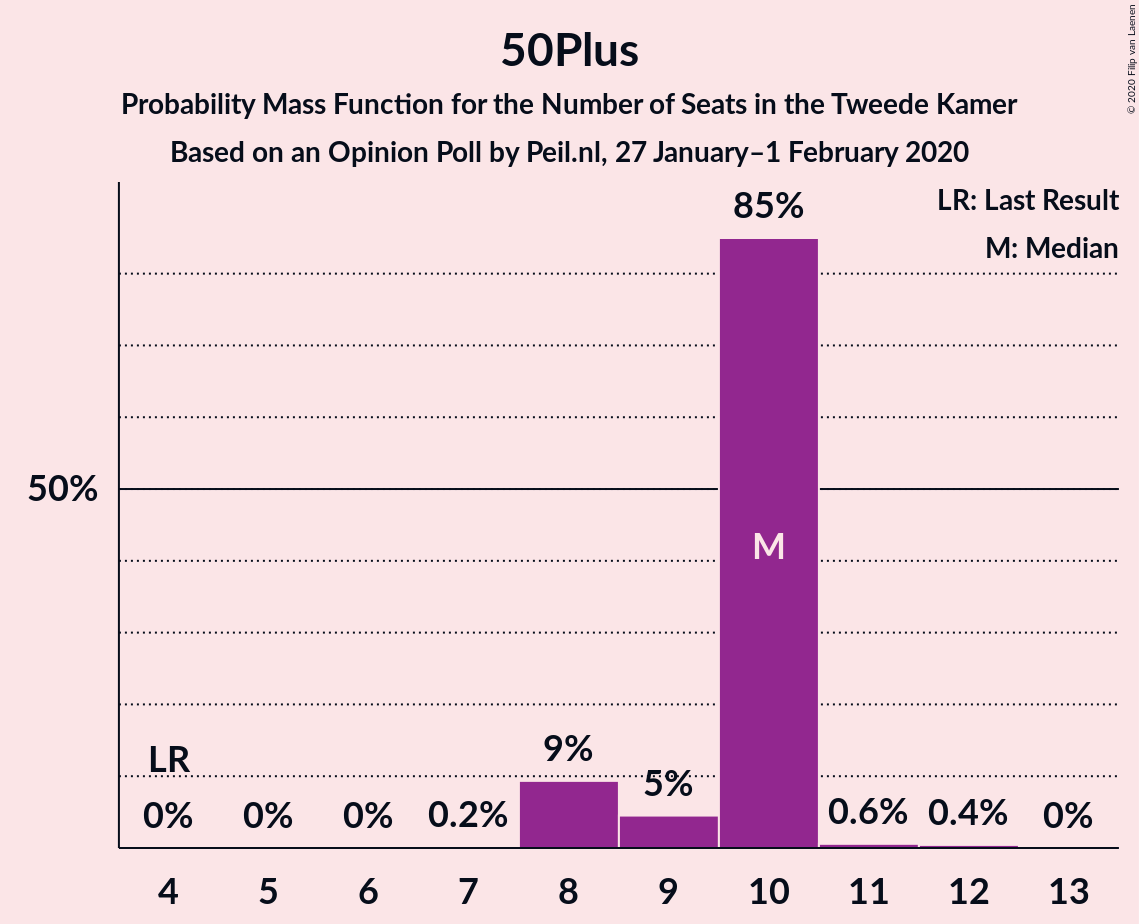 50Plus
Probability Mass Function for the Number of Seats in the Tweede Kamer
Based on an Opinion Poll by Peil.nl, 27 January–1 February 2020
© 2020 Filip van Laenen
LR: Last Result
M: Median
85%
50%
M
LR
9%
5%
0%
0%
0%
0.2%
0.6%
0.4%
0%
4 5 6 7 8 9 10 11 12 13